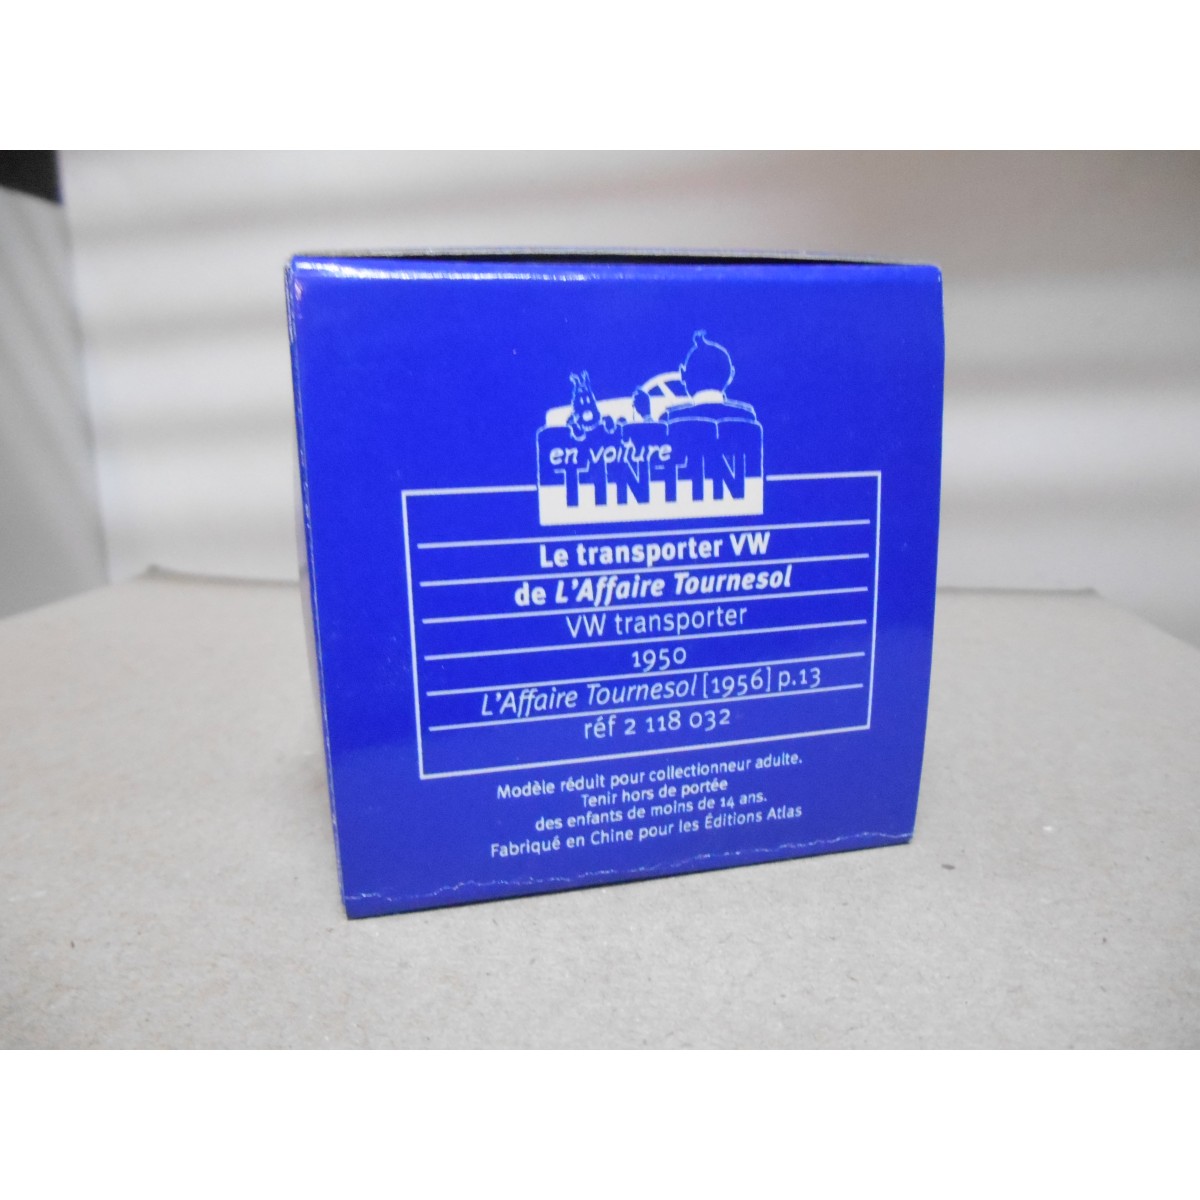 en voiture
TINTIN
Le transporter VW
de L'Affaire Tournesol
VW transporter
1950
L'Affaire Tournesol [1956] p.13
réf 2 118 032
Modèle réduit pour collectionneur adulte.
Tenir hors de portée
des enfants de moins de 14 ans.
Fabriqué en Chine pour les Éditions Atlas